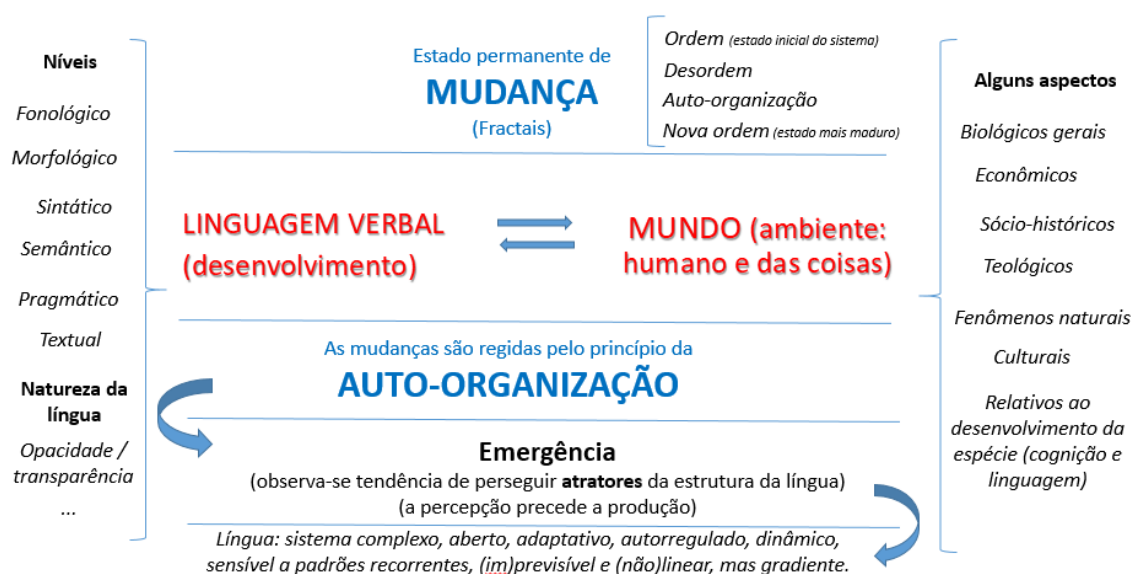 Níveis
Fonológico
Morfológico
Sintático
Semântico
Pragmático
Textual
Natureza da
língua
Opacidade /
transparência
...
Estado permanente de
MUDANÇA
(Fractais)
Ordem (estado inicial do sistema)
Desordem
Auto-organização
Nova ordem (estado mais maduro)
LINGUAGEM VERBAL
(desenvolvimento)
MUNDO (ambiente:
humano e das coisas)
As mudanças são regidas pelo princípio da
AUTO-ORGANIZAÇÃO
Emergência
(observa-se tendência de perseguir atratores da estrutura da língua)
(a percepção precede a produção)
Língua: sistema complexo, aberto, adaptativo, autorregulado, dinâmico,
sensível a padrões recorrentes, (im)previsível e (não)linear, mas gradiente.
Alguns aspectos
Biológicos gerais
Econômicos
Sócio-históricos
Teológicos
Fenômenos naturais
Culturais
Relativos ao
desenvolvimento da
espécie (cognição e
linguagem)